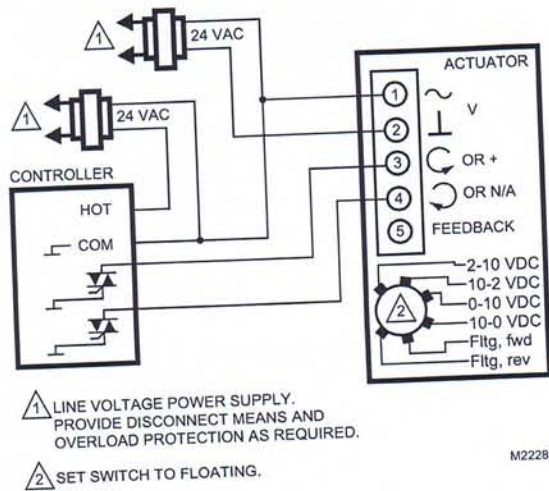 1
24 VAC
1
24 VAC
CONTROLLER
HOT
COM
ACTUATOR
1
V
2
3 OR +
4 OR N/A
5 FEEDBACK
2-10 VDC
10-2 VDC
2
0-10 VDC
10-0 VDC
Fltg, fwd
Fltg, rev
1 LINE VOLTAGE POWER SUPPLY.
PROVIDE DISCONNECT MEANS AND
OVERLOAD PROTECTION AS REQUIRED.
2 SET SWITCH TO FLOATING.
M2228